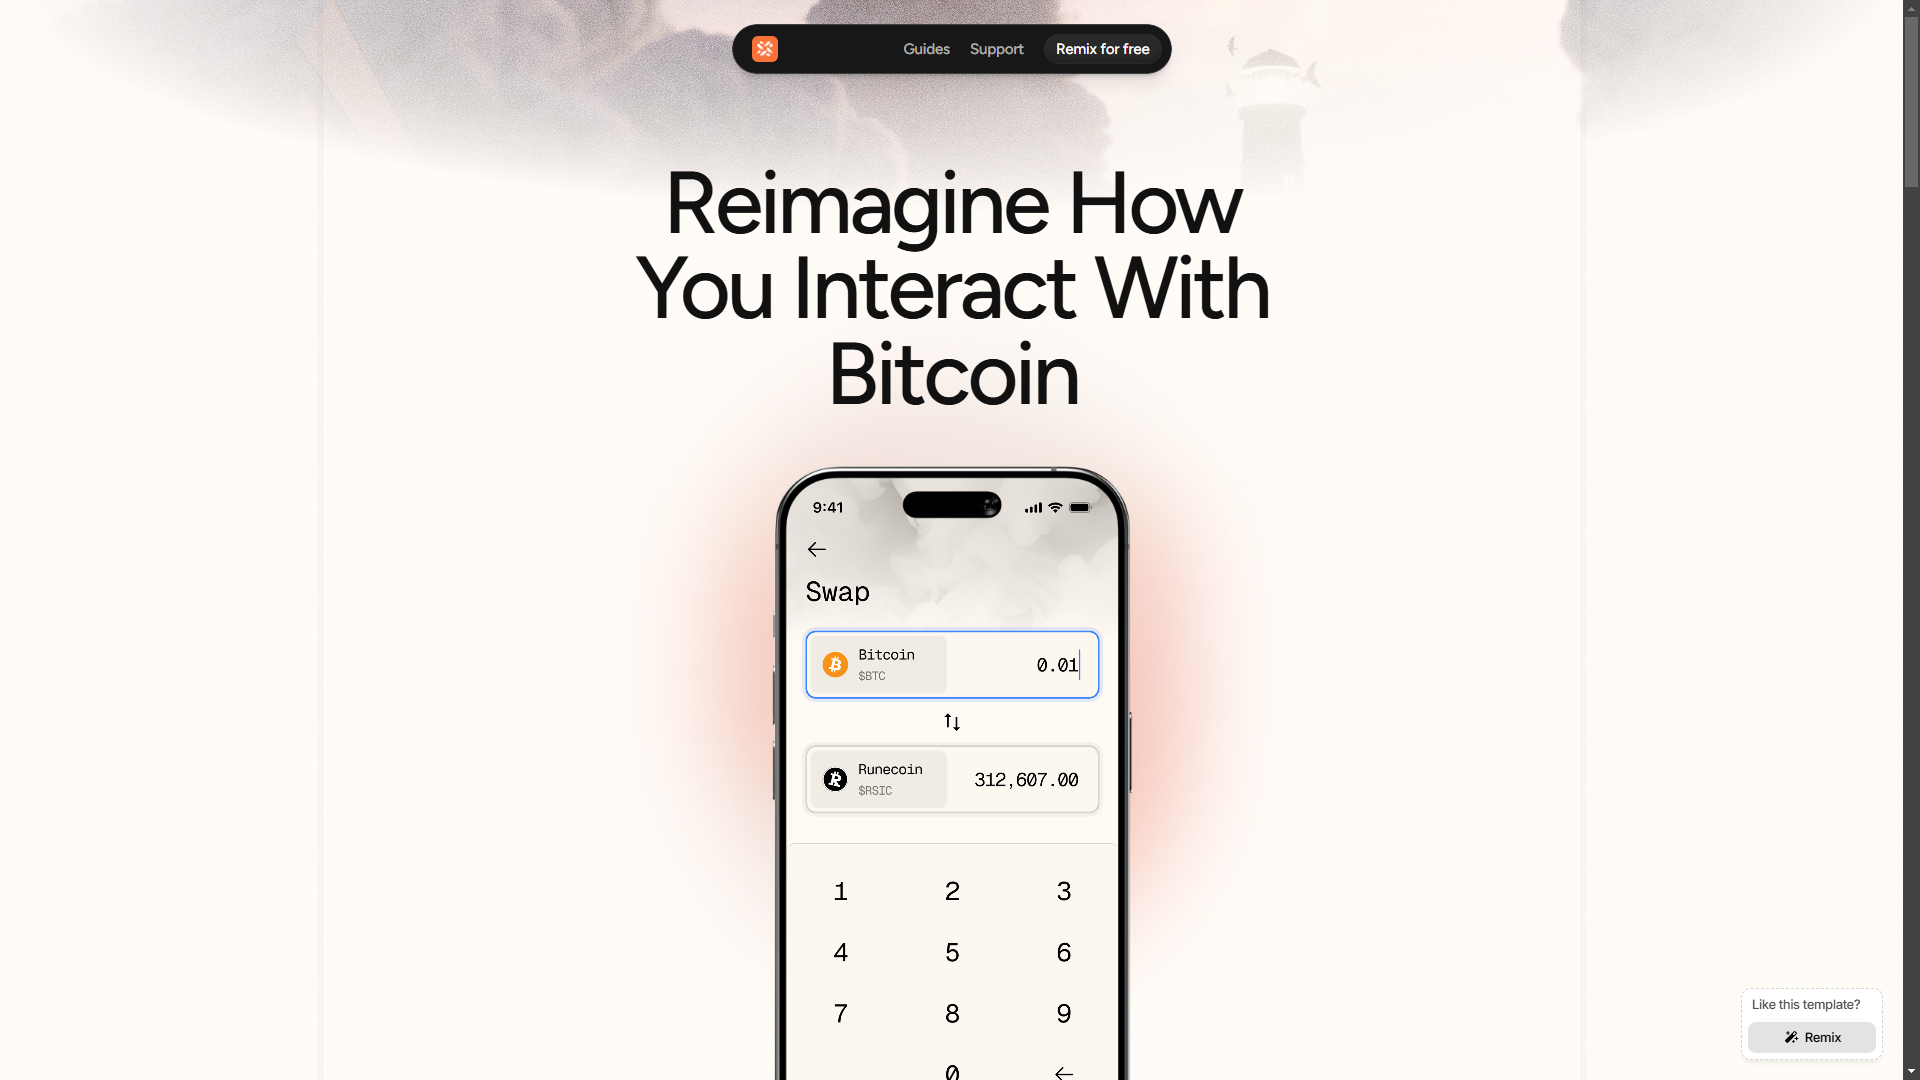 Guides Support Remix for free
Reimagine How
You Interact With
Bitcoin
9:41
Swap
Bitcoin
$BTC
0.01
Runecoin
$RSIC
312,607.00
1 2 3
4 5 6
7 8 9
0
Like this template?
Remix